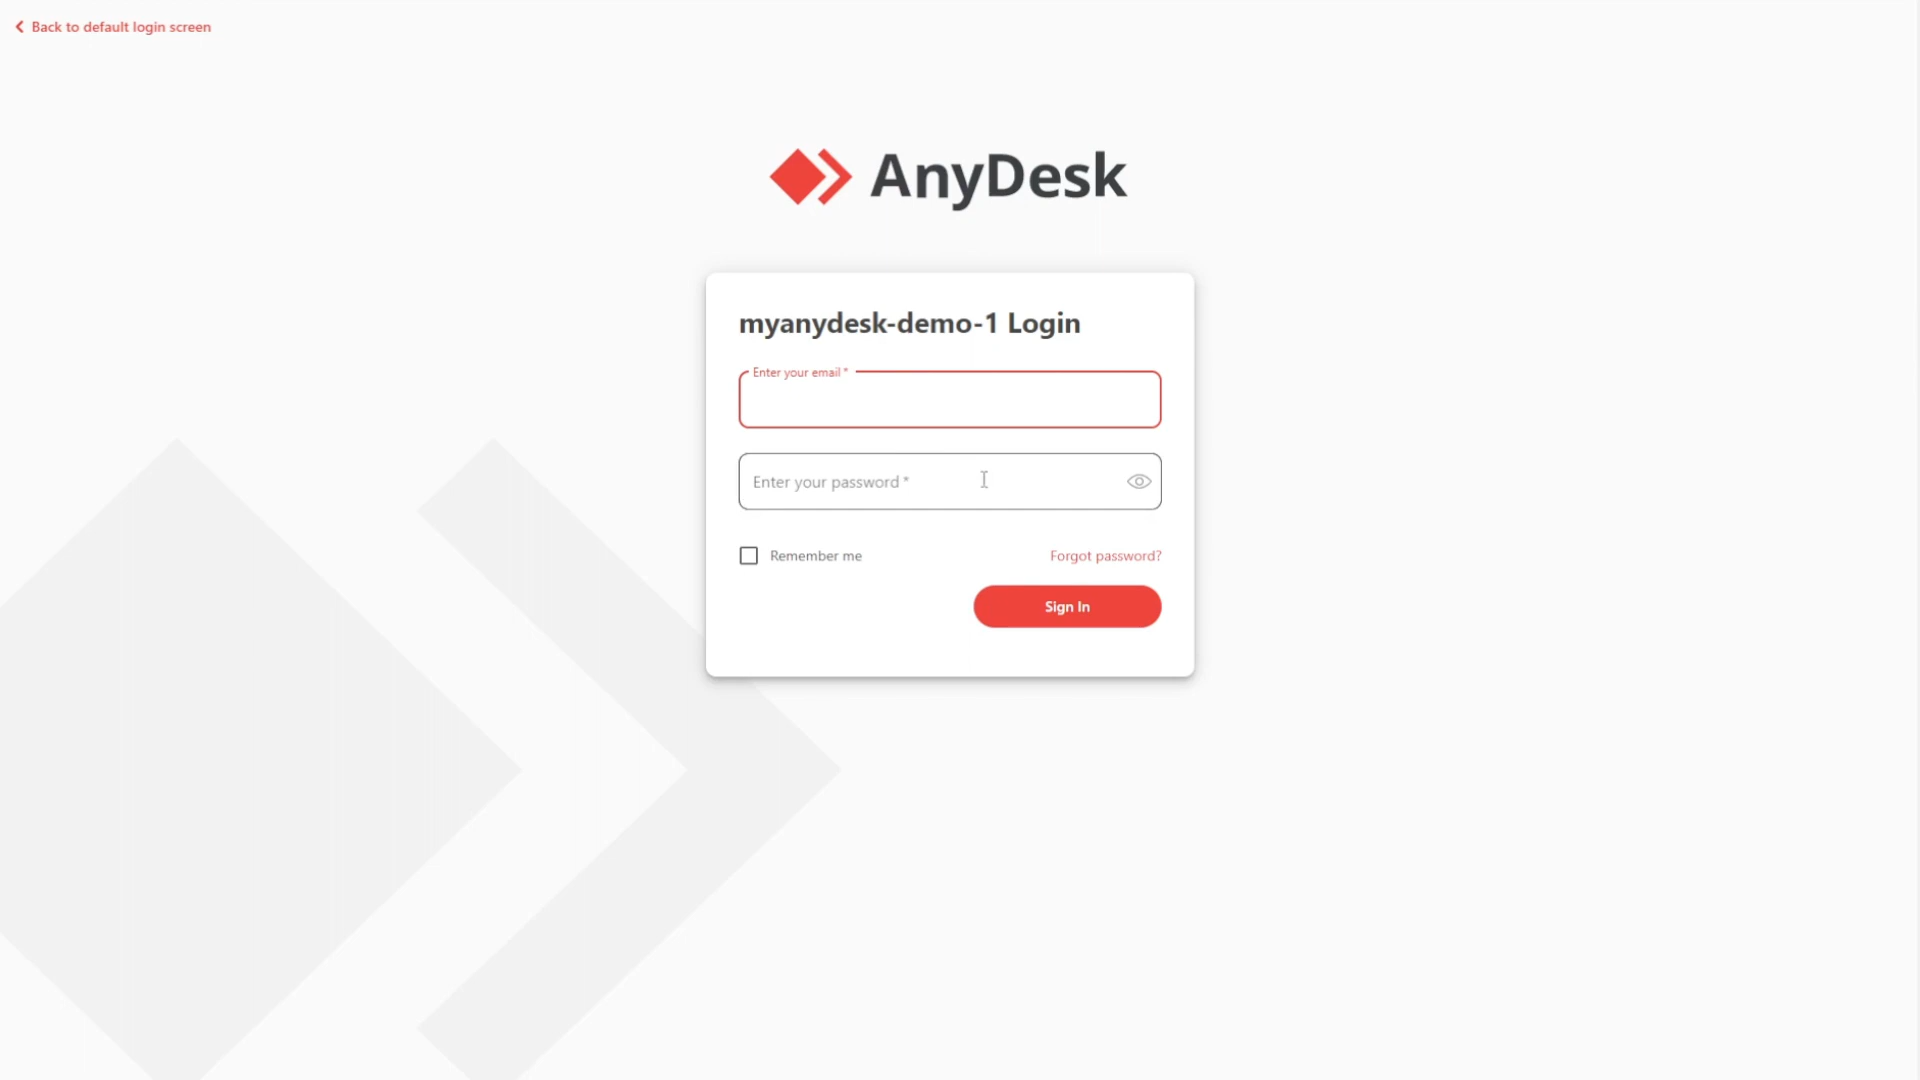 Back to default login screen
AnyDesk
myanydesk-demo-1 Login
Enter your email *
Enter your password *
Remember me
Forgot password?
Sign In